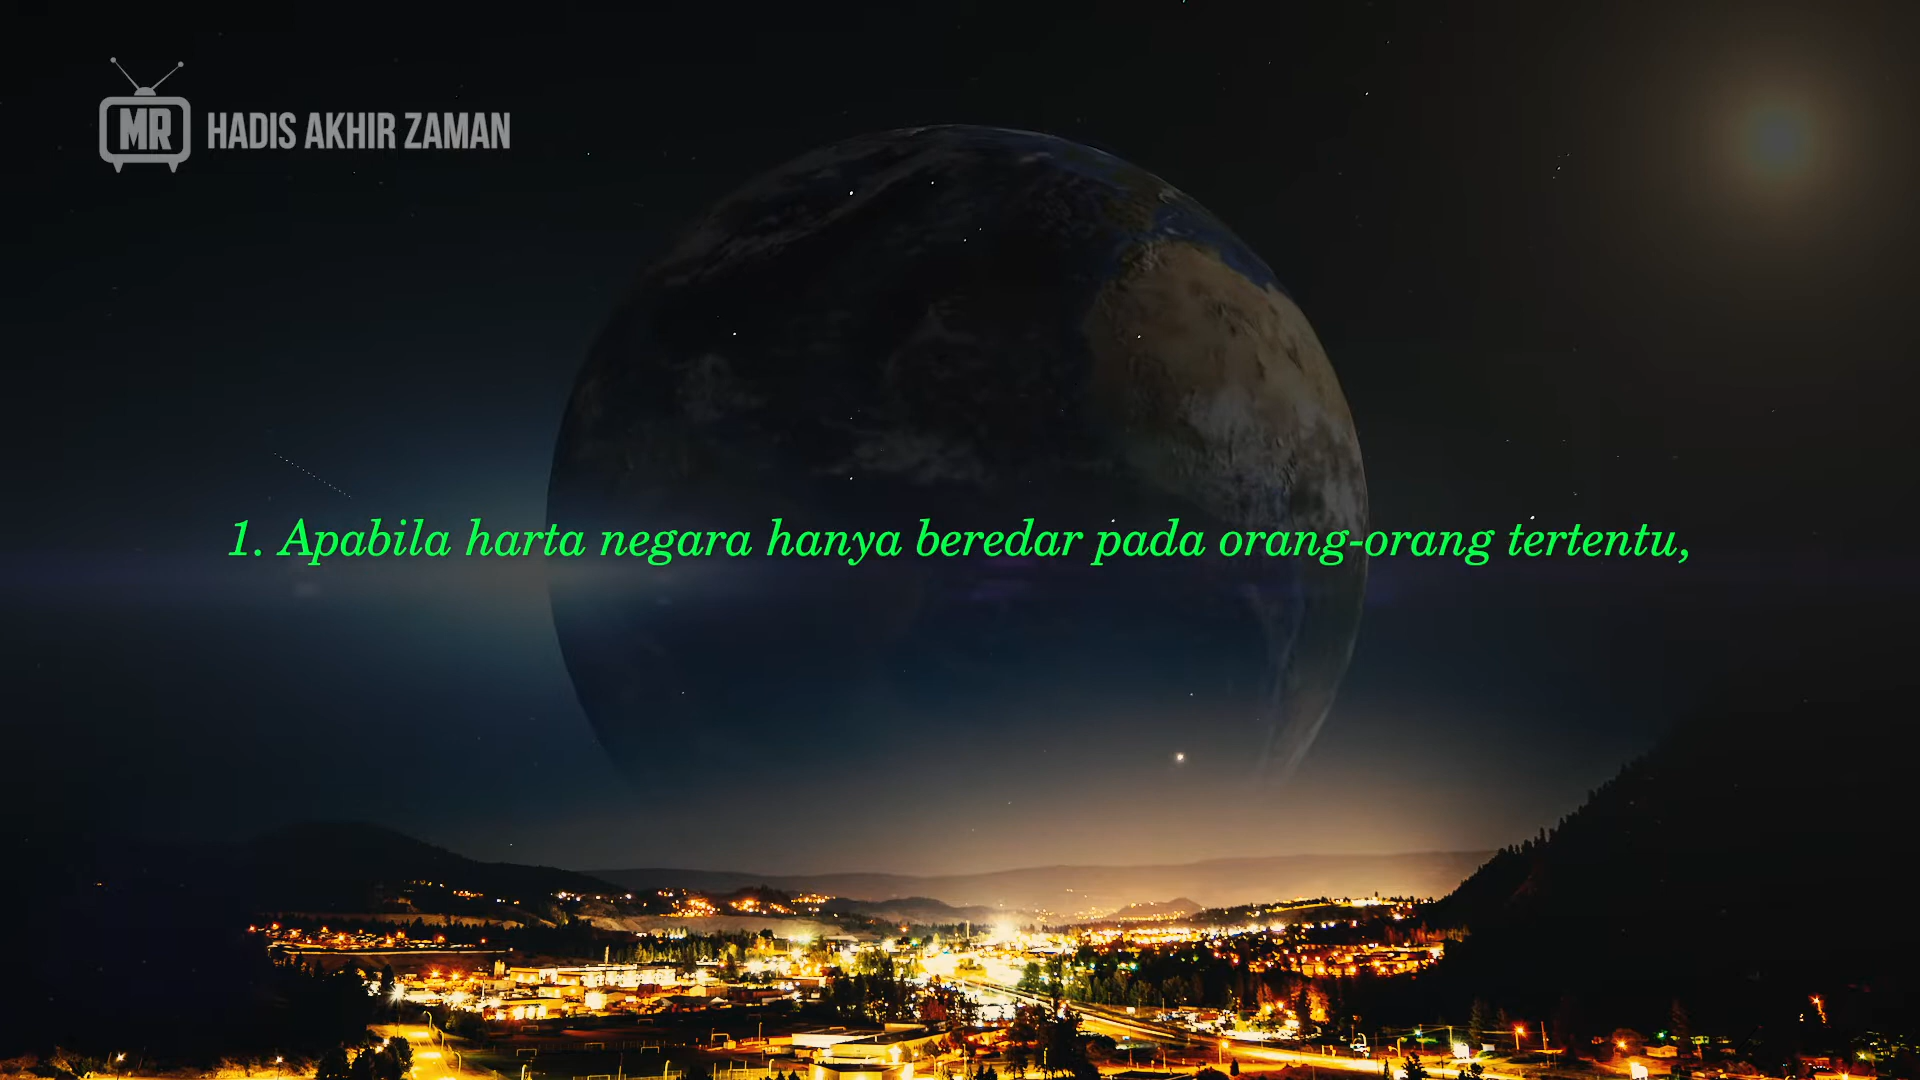 MR HADIS AKHIR ZAMAN
1. Apabila harta negara hanya beredar pada orang-orang tertentu,